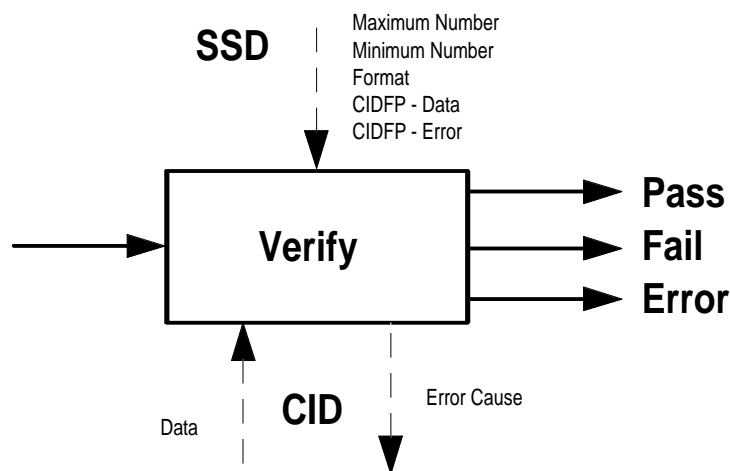 SSD
Maximum Number
Minimum Number
Format
CIDFP - Data
CIDFP - Error
Verify
Pass
Fail
Error
Data
CID
Error Cause